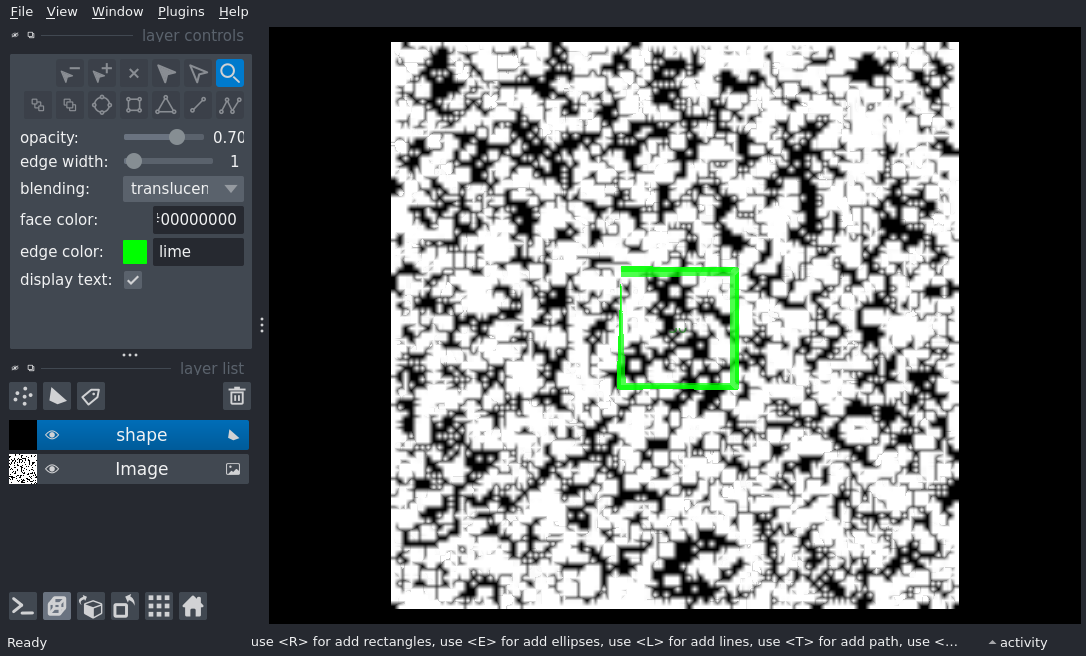 File View Window Plugins Help
layer controls
opacity: 0.70
edge width: 1
blending: translucen
face color: 00000000
edge color: lime
display text:
layer list
shape
Image
Ready
use <R> for add rectangles, use <E> for add ellipses, use <L> for add lines, use <T> for add path, use <...
activity